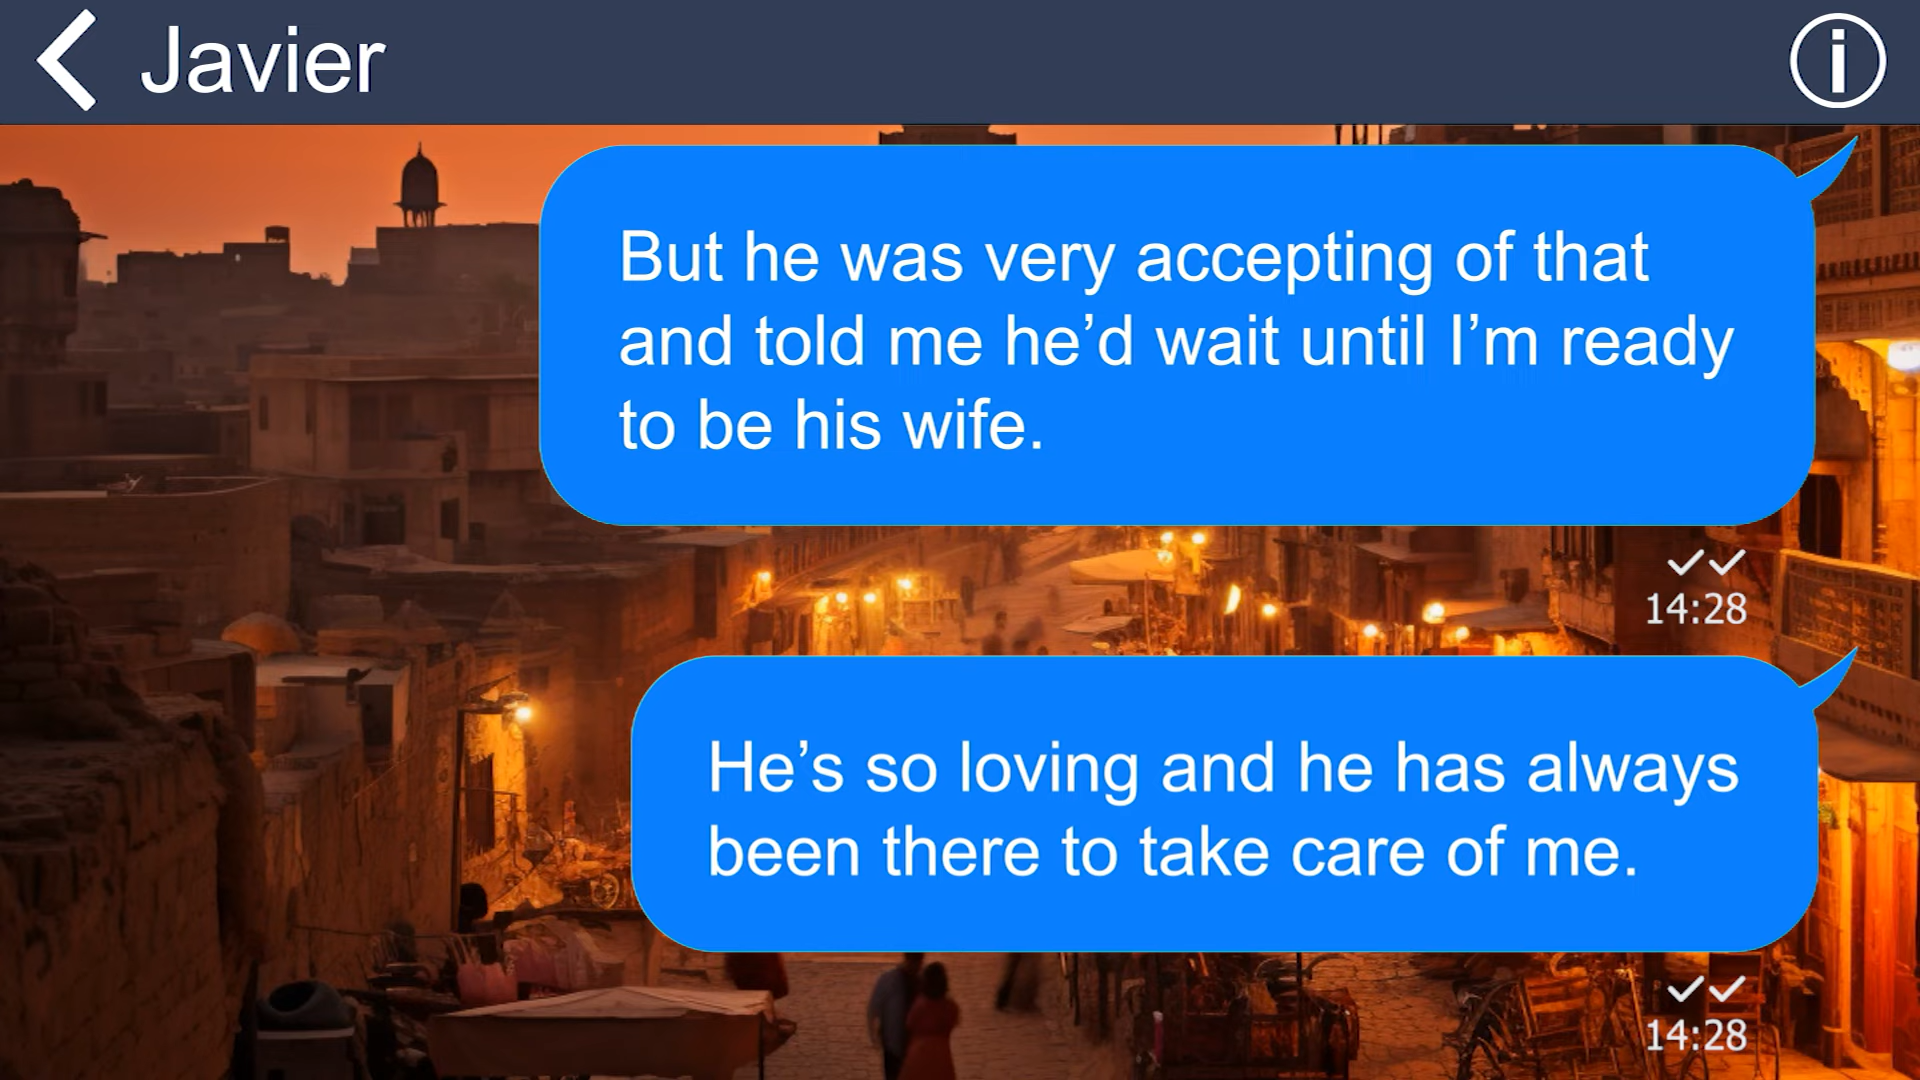 Javier
But he was very accepting of that
and told me he’d wait until I’m ready
to be his wife.
14:28
He’s so loving and he has always
been there to take care of me.
14:28